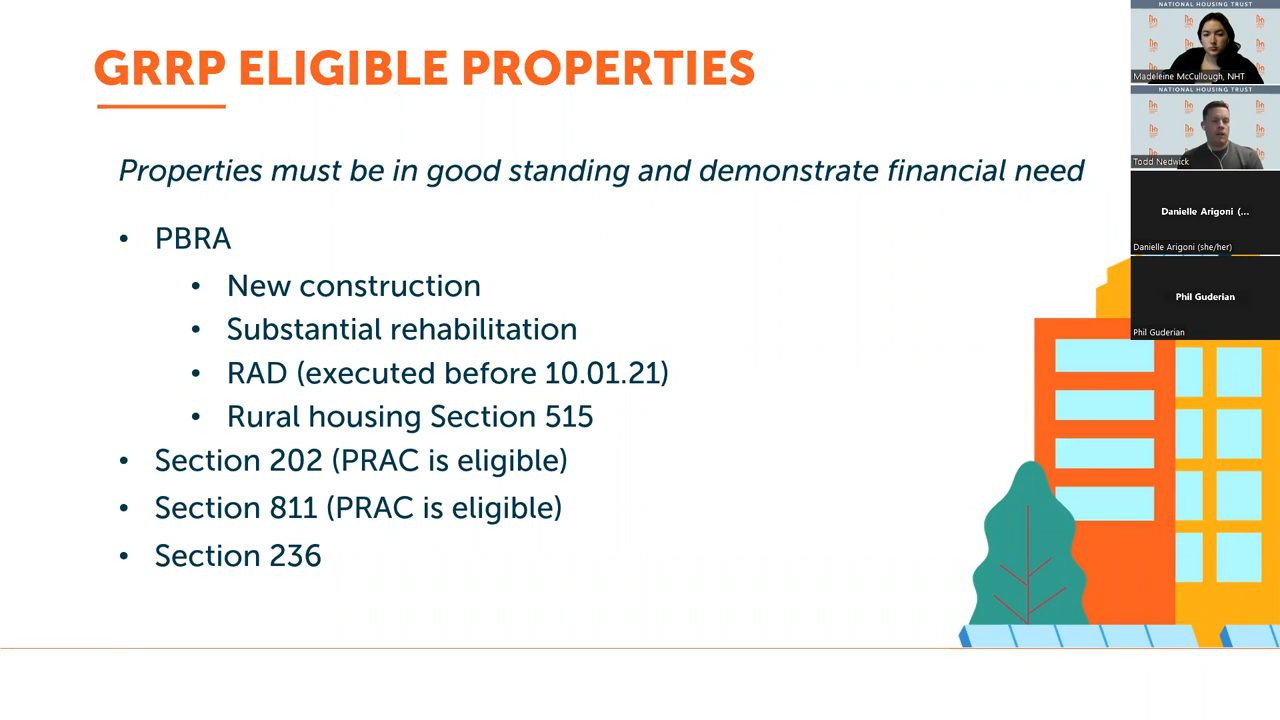 GRRP ELIGIBLE PROPERTIES
Properties must be in good standing and demonstrate financial need
• PBRA
• New construction
• Substantial rehabilitation
• RAD (executed before 10.01.21)
• Rural housing Section 515
• Section 202 (PRAC is eligible)
• Section 811 (PRAC is eligible)
• Section 236
NATIONAL HOUSING TRUST
Madeleine McCullough, NHT
NATIONAL HOUSING TRUST
Todd Nedwick
Danielle Arigoni (...
Danielle Arigoni (she/her)
Phil Guderian
Phil Guderian